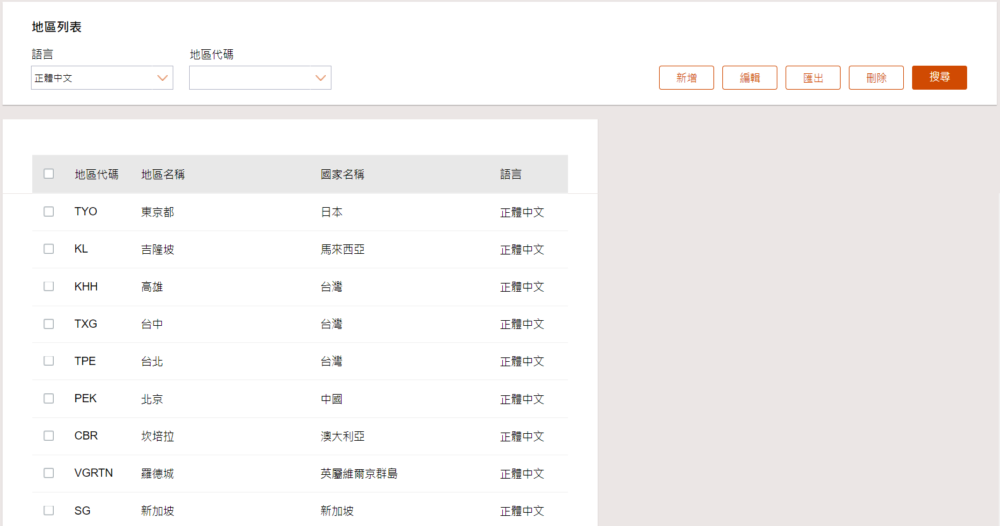 地區列表
語言 地區代碼
正體中文 新增 編輯 匯出 刪除 搜尋
地區代碼 地區名稱 國家名稱 語言
TYO 東京都 日本 正體中文
KL 吉隆坡 馬來西亞 正體中文
KHH 高雄 台灣 正體中文
TXG 台中 台灣 正體中文
TPE 台北 台灣 正體中文
PEK 北京 中國 正體中文
CBR 坎培拉 澳大利亞 正體中文
VGRTN 羅德城 英屬維爾京群島 正體中文
SG 新加坡 新加坡 正體中文